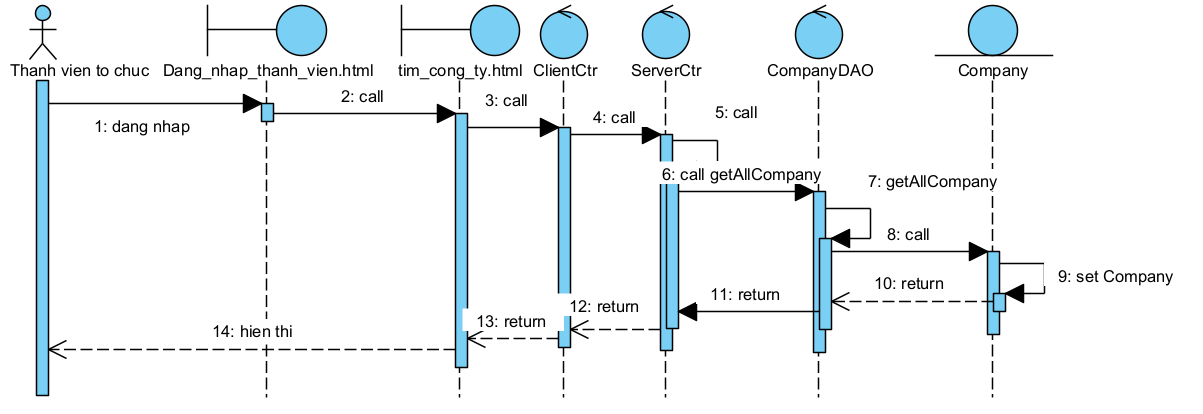 Thanh vien to chuc
Dang_nhap_thanh_vien.html
tim_cong_ty.html
ClientCtr
ServerCtr
CompanyDAO
Company
1: dang nhap
2: call
3: call
4: call
5: call
6: call getAllCompany
7: getAllCompany
8: call
9: set Company
10: return
11: return
12: return
13: return
14: hien thi